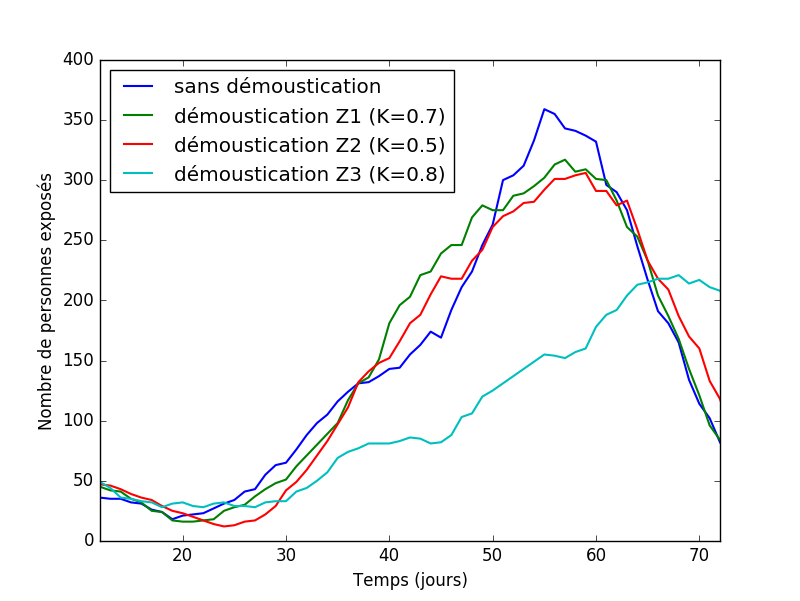 400
350
300
250
200
150
100
50
0
Nombre de personnes exposés
sans démoustication
démoustication Z1 (K=0.7)
démoustication Z2 (K=0.5)
démoustication Z3 (K=0.8)
20 30 40 50 60 70
Temps (jours)